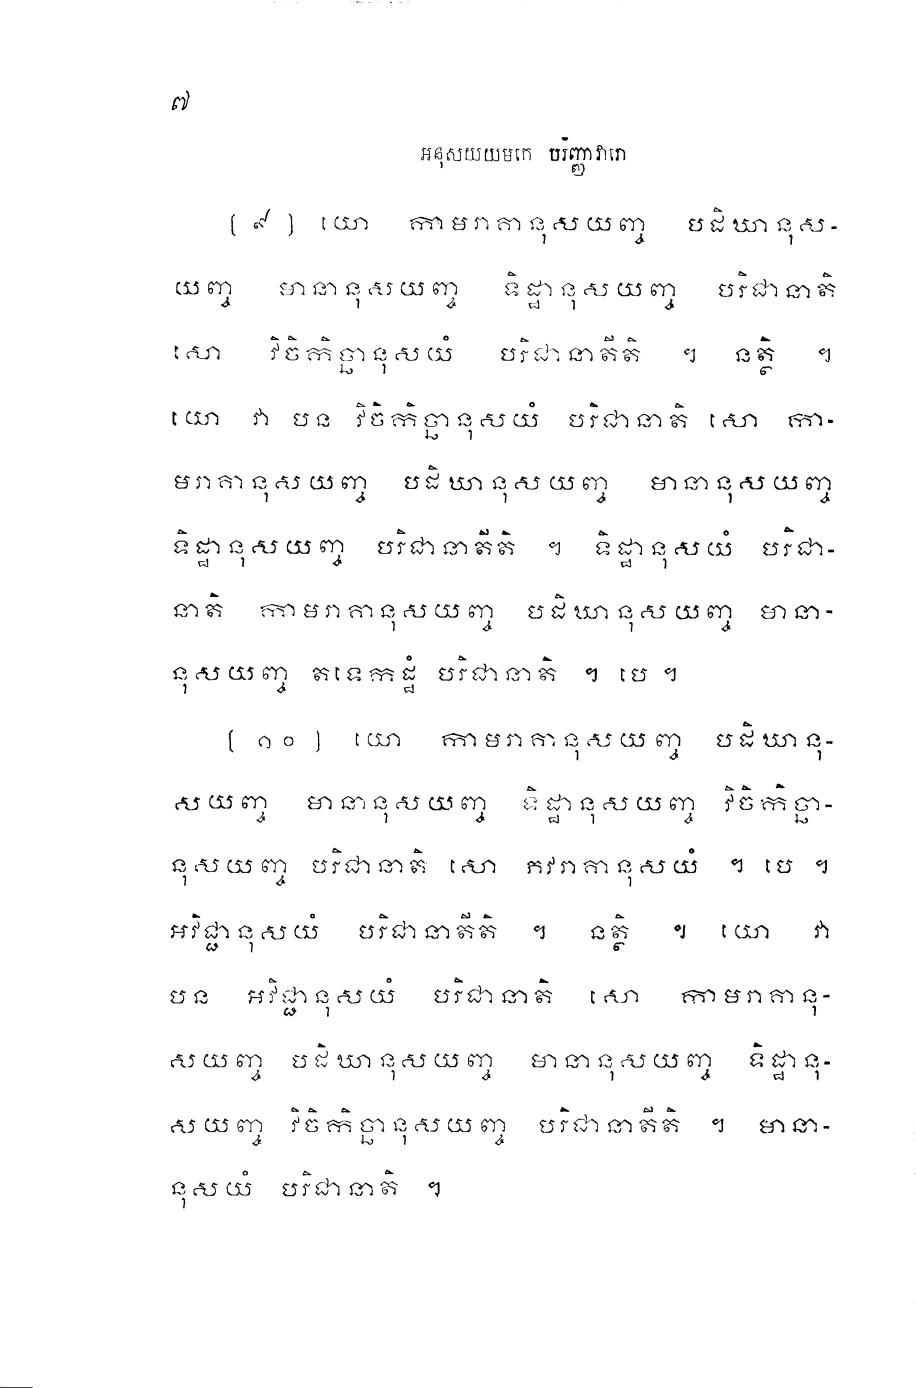 ៧
អនុសយយមកេ បរិញ្ញាវារោ
(៩) យោ កាមរាគានុសយញ្ច បដិឃានុស-
យញ្ច មានានុសយញ្ច ទិដ្ឋានុសយញ្ច បរិជានាតិ
សោ វិចិកិច្ឆានុសយំ បរិជានាតីតិ ។ នត្ថិ ។
យោ វា បន វិចិកិច្ឆានុសយំ បរិជានាតិ សោ កា-
មរាគានុសយញ្ច បដិឃានុសយញ្ច មានានុសយញ្ច
ទិដ្ឋានុសយញ្ច បរិជានាតីតិ ។ ទិដ្ឋានុសយំ បរិជា-
នាតិ កាមរាគានុសយញ្ច បដិឃានុសយញ្ច មានា-
នុសយញ្ច តទេកដ្ឋំ បរិជានាតិ ។ បេ ។
(១០) យោ កាមរាគានុសយញ្ច បដិឃានុ-
សយញ្ច មានានុសយញ្ច ទិដ្ឋានុសយញ្ច វិចិកិច្ឆា-
នុសយញ្ច បរិជានាតិ សោ ភវរាគានុសយំ ។ បេ ។
អវិជ្ជានុសយំ បរិជានាតីតិ ។ នត្ថិ ។ យោ វា
បន អវិជ្ជានុសយំ បរិជានាតិ សោ កាមរាគានុ-
សយញ្ច បដិឃានុសយញ្ច មានានុសយញ្ច ទិដ្ឋានុ-
សយញ្ច វិចិកិច្ឆានុសយញ្ច បរិជានាតីតិ ។ មានា-
នុសយំ បរិជានាតិ ។